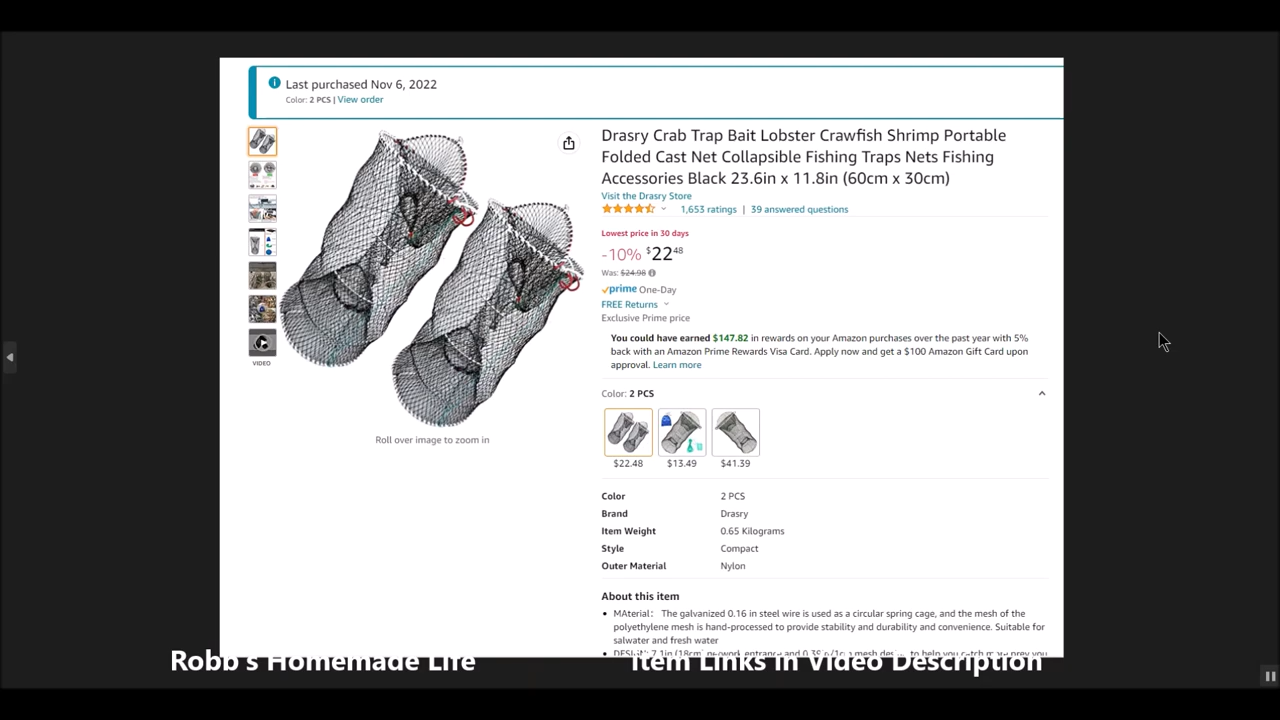 Last purchased Nov 6, 2022
Color: 2 PCS | View order
Drasry Crab Trap Bait Lobster Crawfish Shrimp Portable
Folded Cast Net Collapsible Fishing Traps Nets Fishing
Accessories Black 23.6in x 11.8in (60cm x 30cm)
Visit the Drasry Store
1,653 ratings | 39 answered questions
Lowest price in 30 days
-10% $22 48
Was: $24.98
prime One-Day
FREE Returns
Exclusive Prime price
You could have earned $147.82 in rewards on your Amazon purchases over the past year with 5%
back with an Amazon Prime Rewards Visa Card. Apply now and get a $100 Amazon Gift Card upon
approval. Learn more
VIDEO
Roll over image to zoom in
Color: 2 PCS
$22.48 $13.49 $41.39
Color 2 PCS
Brand Drasry
Item Weight 0.65 Kilograms
Style Compact
Outer Material Nylon
About this item
• MAterial： The galvanized 0.16 in steel wire is used as a circular spring cage, and the mesh of the
polyethylene mesh is hand-processed to provide stability and durability and convenience. Suitable for
salwater and fresh water
Robb's Homemade Life
Item Links in Video Description